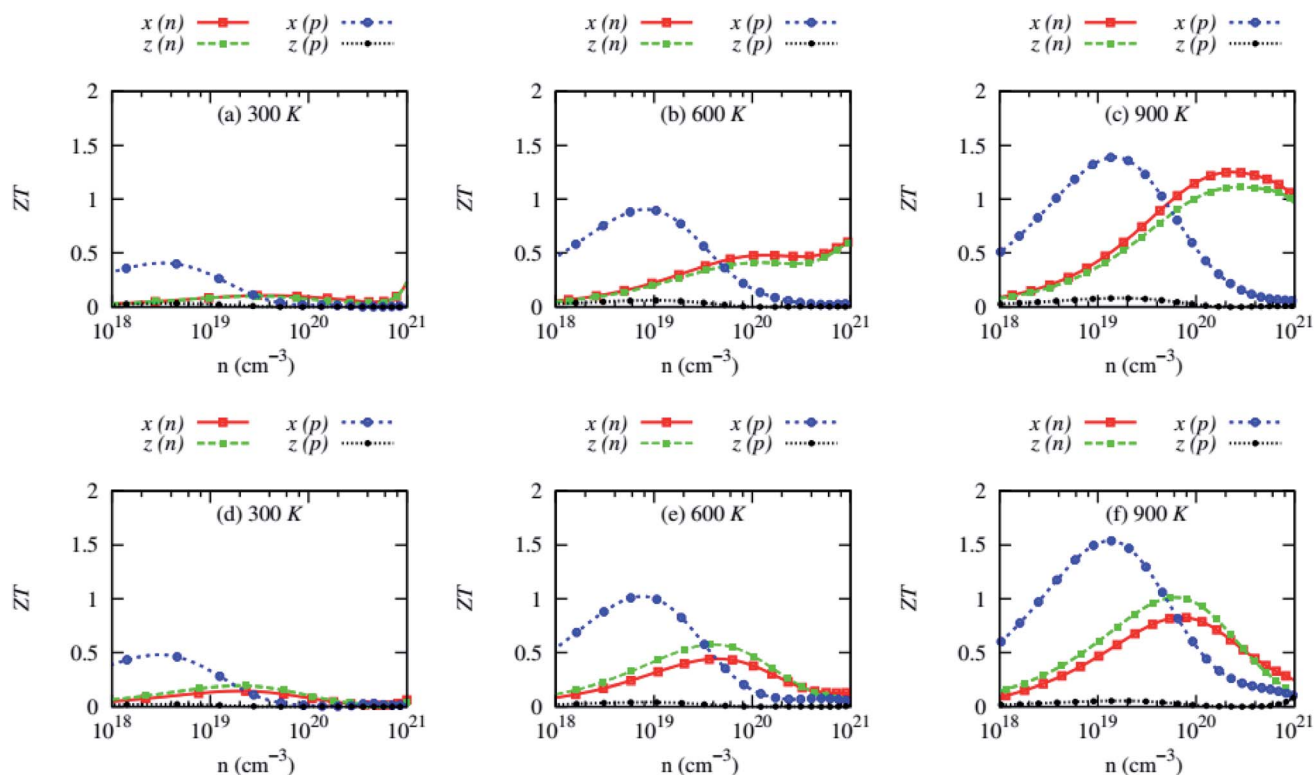 x (n) x (p)
z (n) z (p)
x (n) x (p)
z (n) z (p)
x (n) x (p)
z (n) z (p)
2
1.5
1
0.5
0
ZT
(a) 300 K
10^18 10^19 10^20 10^21
n (cm^−3)
2
1.5
1
0.5
0
ZT
(b) 600 K
10^18 10^19 10^20 10^21
n (cm^−3)
2
1.5
1
0.5
0
ZT
(c) 900 K
10^18 10^19 10^20 10^21
n (cm^−3)
x (n) x (p)
z (n) z (p)
x (n) x (p)
z (n) z (p)
x (n) x (p)
z (n) z (p)
2
1.5
1
0.5
0
ZT
(d) 300 K
10^18 10^19 10^20 10^21
n (cm^−3)
2
1.5
1
0.5
0
ZT
(e) 600 K
10^18 10^19 10^20 10^21
n (cm^−3)
2
1.5
1
0.5
0
ZT
(f) 900 K
10^18 10^19 10^20 10^21
n (cm^−3)